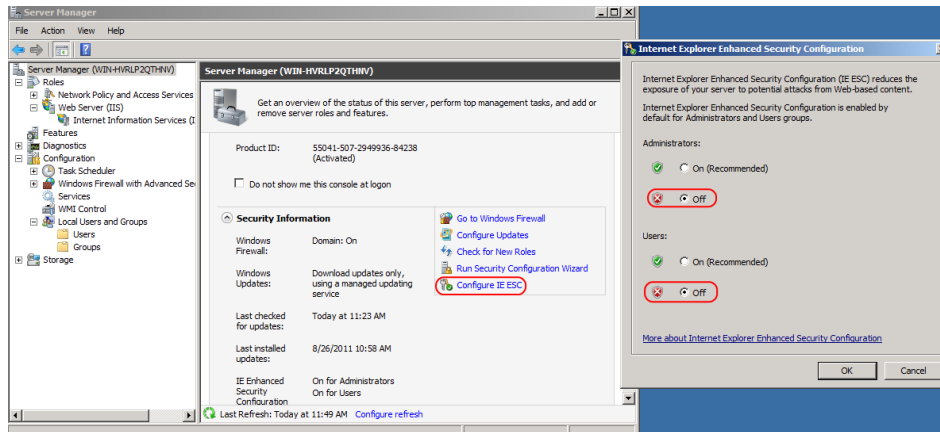 Server Manager
File Action View Help
Server Manager (WIN-HVRLP2QTHNV)
Roles
Network Policy and Access Services
Web Server (IIS)
Internet Information Services (I
Features
Diagnostics
Configuration
Task Scheduler
Windows Firewall with Advanced Se
Services
WMI Control
Local Users and Groups
Users
Groups
Storage
Server Manager (WIN-HVRLP2QTHNV)
Get an overview of the status of this server, perform top management tasks, and add or
remove server roles and features.
Product ID: 55041-507-2949936-84238
(Activated)
Do not show me this console at logon
Security Information
Windows Firewall: Domain: On
Windows Updates: Download updates only, using a managed updating service
Last checked for updates: Today at 11:23 AM
Last installed updates: 8/26/2011 10:58 AM
IE Enhanced Security Configuration On for Administrators
On for Users
Go to Windows Firewall
Configure Updates
Check for New Roles
Run Security Configuration Wizard
Configure IE ESC
Last Refresh: Today at 11:49 AM Configure refresh
Internet Explorer Enhanced Security Configuration
Internet Explorer Enhanced Security Configuration (IE ESC) reduces the
exposure of your server to potential attacks from Web-based content.
Internet Explorer Enhanced Security Configuration is enabled by
default for Administrators and Users groups.
Administrators:
On (Recommended)
Off
Users:
On (Recommended)
Off
More about Internet Explorer Enhanced Security Configuration
OK Cancel